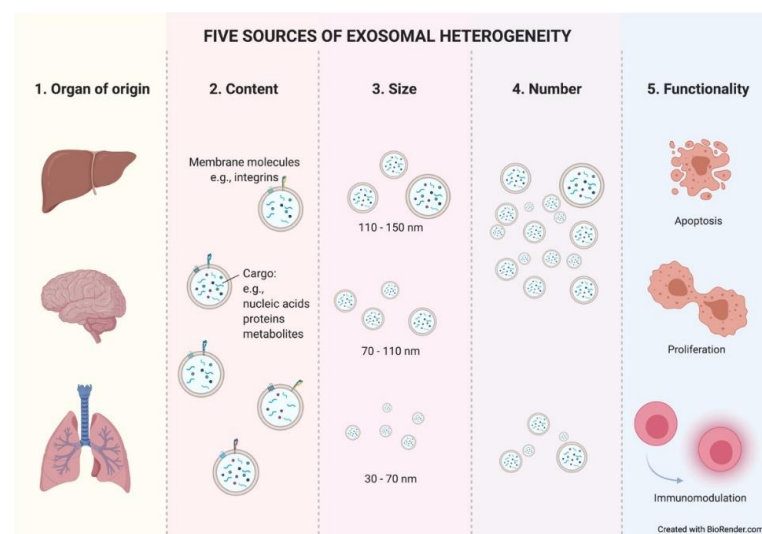 FIVE SOURCES OF EXOSOMAL HETEROGENEITY
1. Organ of origin
2. Content
3. Size
4. Number
5. Functionality
Membrane molecules
e.g., integrins
Cargo:
e.g.,
nucleic acids
proteins
metabolites
110 - 150 nm
70 - 110 nm
30 - 70 nm
Apoptosis
Proliferation
Immunomodulation
Created with BioRender.com